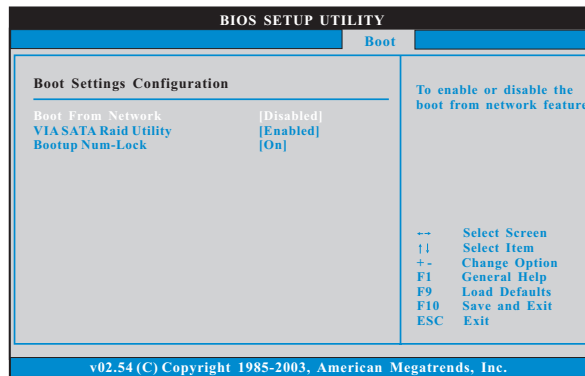 BIOS SETUP UTILITY
Boot
Boot Settings Configuration
Boot From Network [Disabled]
VIA SATA Raid Utility [Enabled]
Bootup Num-Lock [On]
To enable or disable the
boot from network feature
←→ Select Screen
↑↓ Select Item
+ - Change Option
F1 General Help
F9 Load Defaults
F10 Save and Exit
ESC Exit
v02.54 (C) Copyright 1985-2003, American Megatrends, Inc.